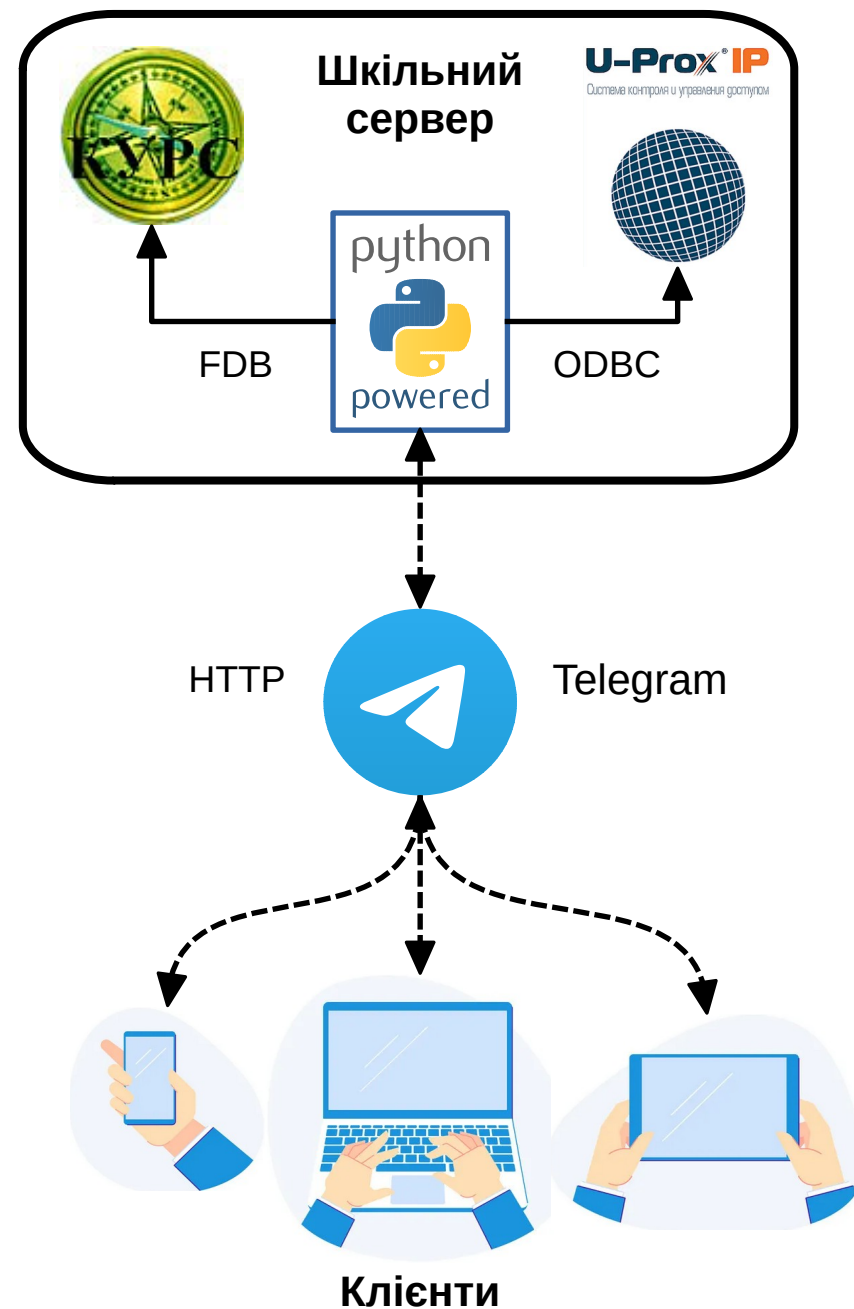 Шкільний
сервер
КУРС
U-Prox® IP
Система контроля и управления доступом
python
powered
FDB
ODBC
HTTP
Telegram
Клієнти